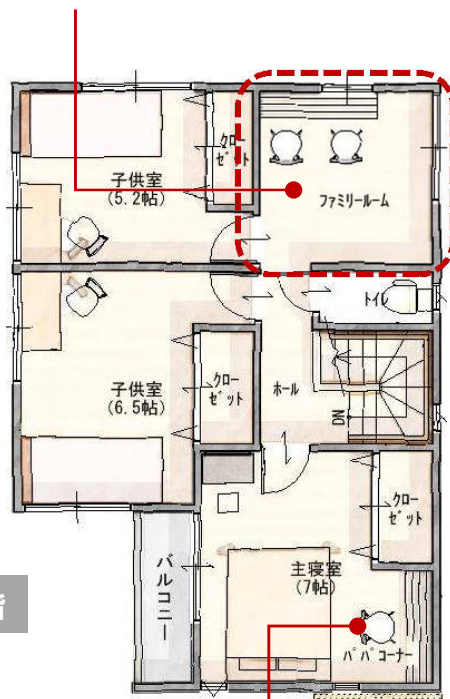 子供室
(5.2帖)
クロー
ゼット
ファミリールーム
トイレ
子供室
(6.5帖)
クロー
ゼット
ホール
DN
クロー
ゼット
主寝室
(7帖)
バルコニー
パパコーナー